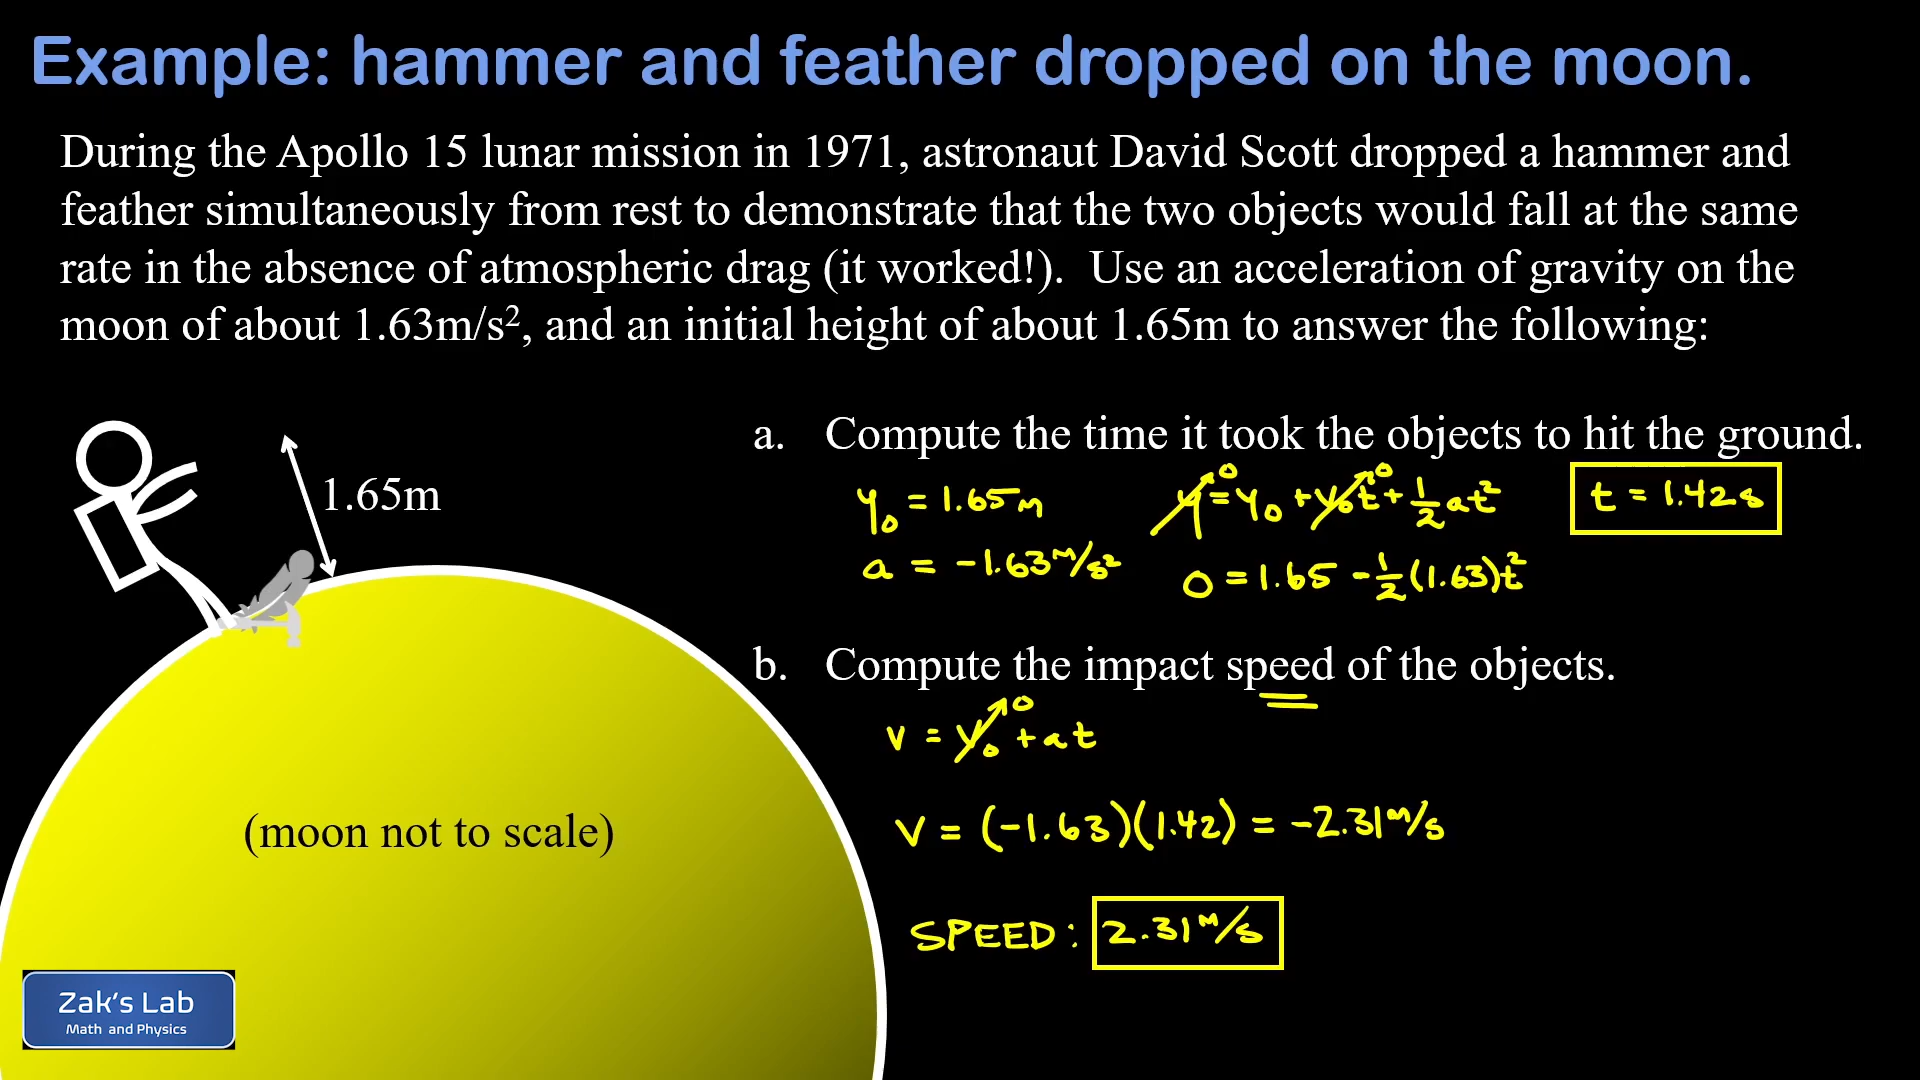 Example: hammer and feather dropped on the moon.
During the Apollo 15 lunar mission in 1971, astronaut David Scott dropped a hammer and
feather simultaneously from rest to demonstrate that the two objects would fall at the same
rate in the absence of atmospheric drag (it worked!).  Use an acceleration of gravity on the
moon of about 1.63m/s², and an initial height of about 1.65m to answer the following:
1.65m
(moon not to scale)
a. Compute the time it took the objects to hit the ground.
y₀ = 1.65m
a = -1.63 m/s²
y⁰ = y₀ + v₀t⁰ + ½at²
0 = 1.65 - ½(1.63)t²
t = 1.42s
b. Compute the impact speed of the objects.
v = v₀⁰ + at
v = (-1.63)(1.42) = -2.31 m/s
SPEED: 2.31 m/s
Zak's Lab
Math and Physics